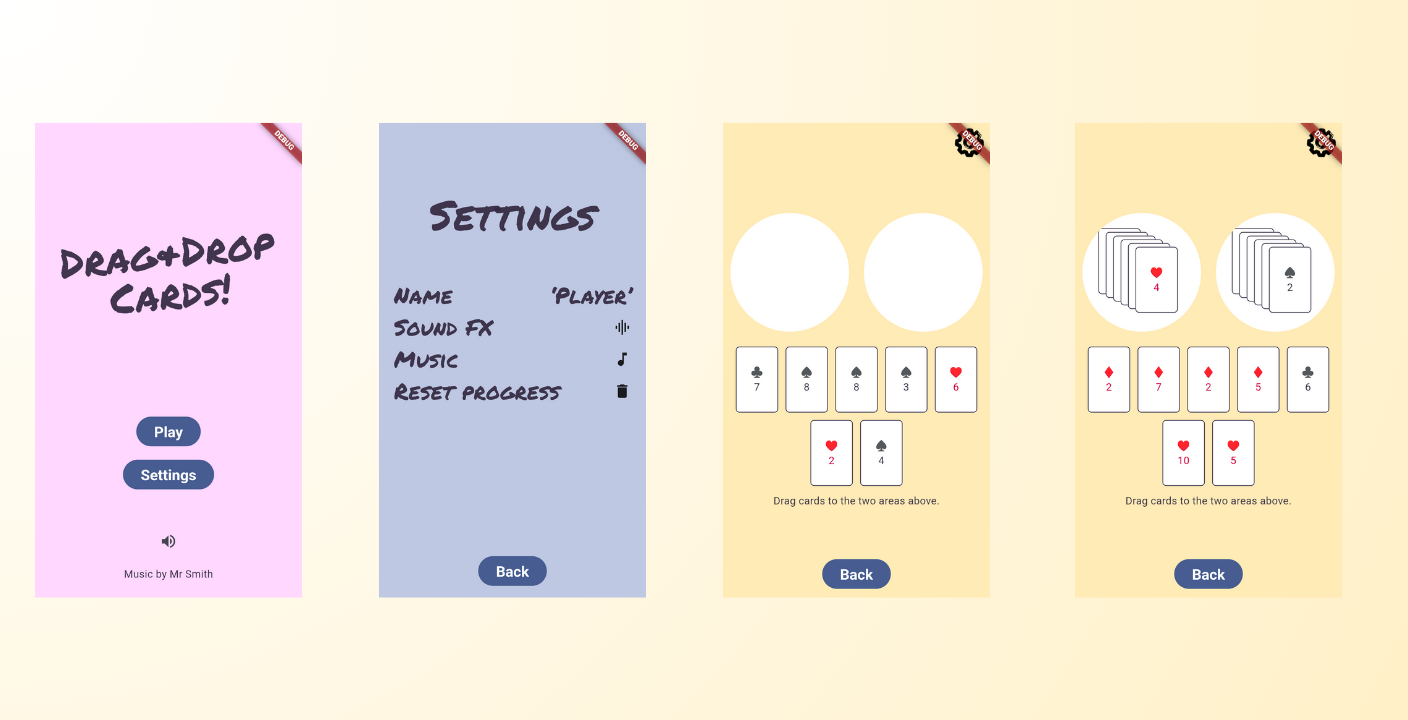 DEBUG
Drag&Drop
Cards!
Play
Settings
Music by Mr Smith
DEBUG
Settings
Name 'Player'
Sound FX
Music
Reset progress
Back
DEBUG
7 8 8 3 6
2 4
Drag cards to the two areas above.
Back
DEBUG
4 2
2 7 2 5 6
10 5
Drag cards to the two areas above.
Back